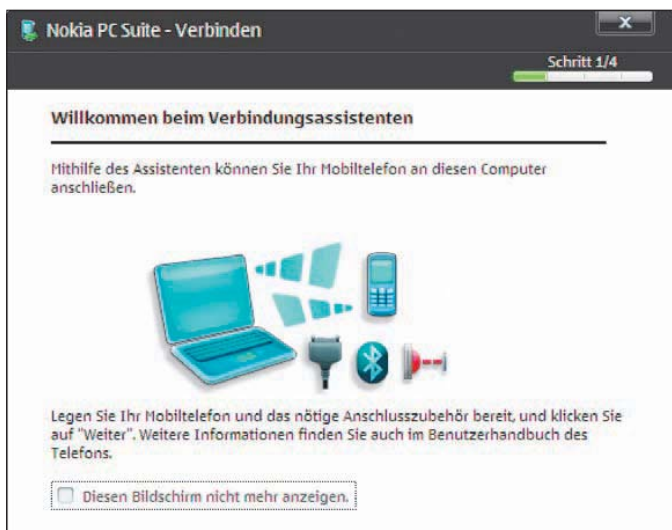 Nokia PC Suite - Verbinden
Schritt 1/4
Willkommen beim Verbindungsassistenten
Mithilfe des Assistenten können Sie Ihr Mobiltelefon an diesen Computer
anschließen.
Legen Sie Ihr Mobiltelefon und das nötige Anschlusszubehör bereit, und klicken Sie
auf "Weiter". Weitere Informationen finden Sie auch im Benutzerhandbuch des
Telefons.
Diesen Bildschirm nicht mehr anzeigen.